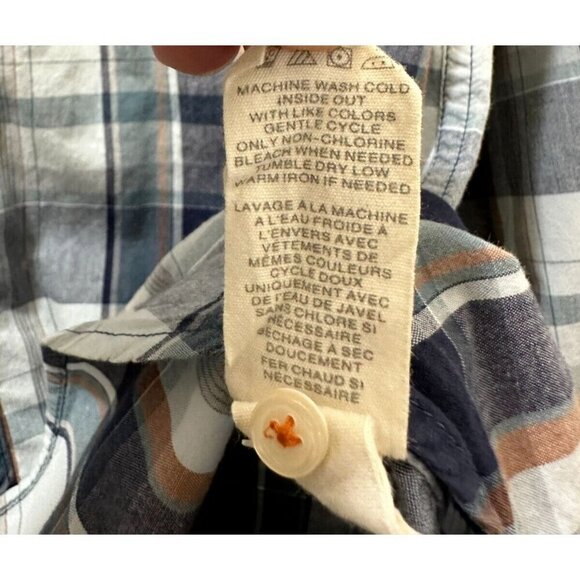 MACHINE WASH COLD
INSIDE OUT
WITH LIKE COLORS
GENTLE CYCLE
ONLY NON-CHLORINE
BLEACH WHEN NEEDED
TUMBLE DRY LOW
WARM IRON IF NEEDED
LAVAGE A LA MACHINE
A L'EAU FROIDE À
L'ENVERS AVEC
VÊTEMENTS DE
MÊMES COULEURS
CYCLE DOUX
UNIQUEMENT AVEC
DE L'EAU DE JAVEL
SANS CHLORE SI
NÉCESSAIRE
SÉCHAGE À SEC
DOUCEMENT
FER CHAUD SI
NÉCESSAIRE